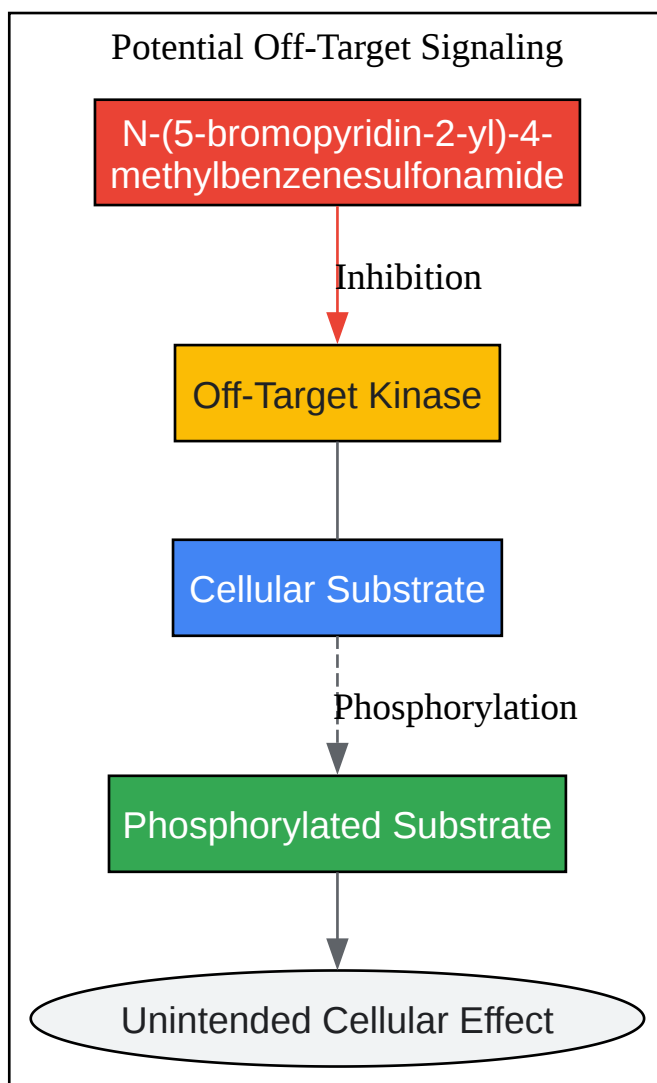 Potential Off-Target Signaling
N-(5-bromopyridin-2-yl)-4-
methylbenzenesulfonamide
Inhibition
Off-Target Kinase
Cellular Substrate
Phosphorylation
Phosphorylated Substrate
Unintended Cellular Effect